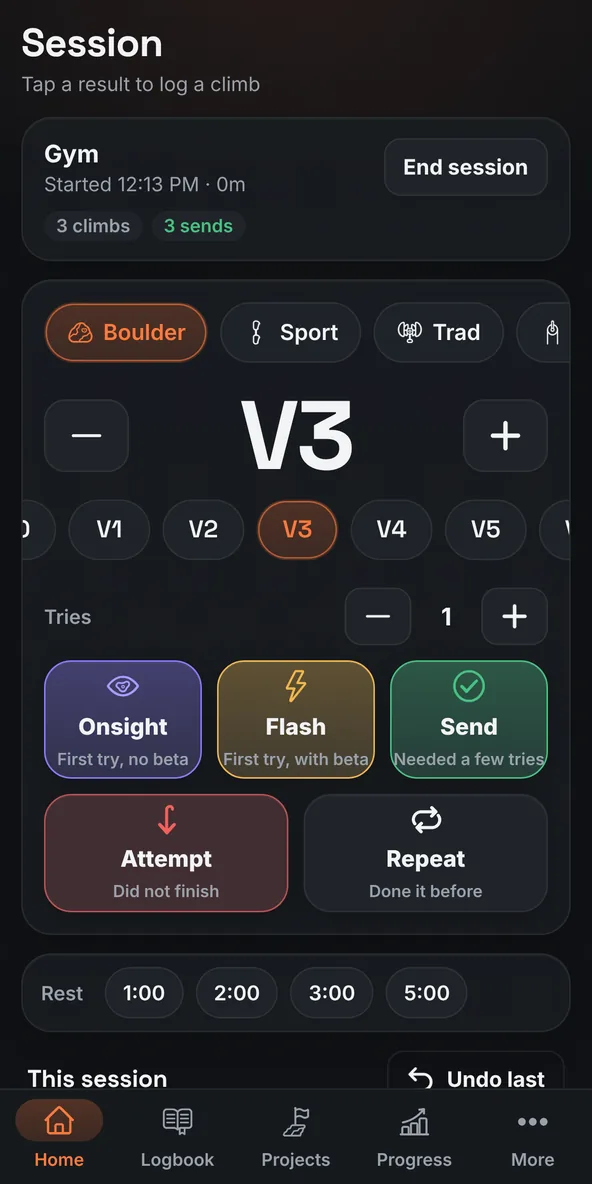 Session
Tap a result to log a climb
Gym
Started 12:13 PM · 0m
End session
3 climbs 3 sends
Boulder Sport Trad
− V3 +
V1 V2 V3 V4 V5
Tries − 1 +
Onsight Flash Send
First try, no beta First try, with beta Needed a few tries
Attempt Repeat
Did not finish Done it before
Rest 1:00 2:00 3:00 5:00
This session Undo last
Home Logbook Projects Progress More